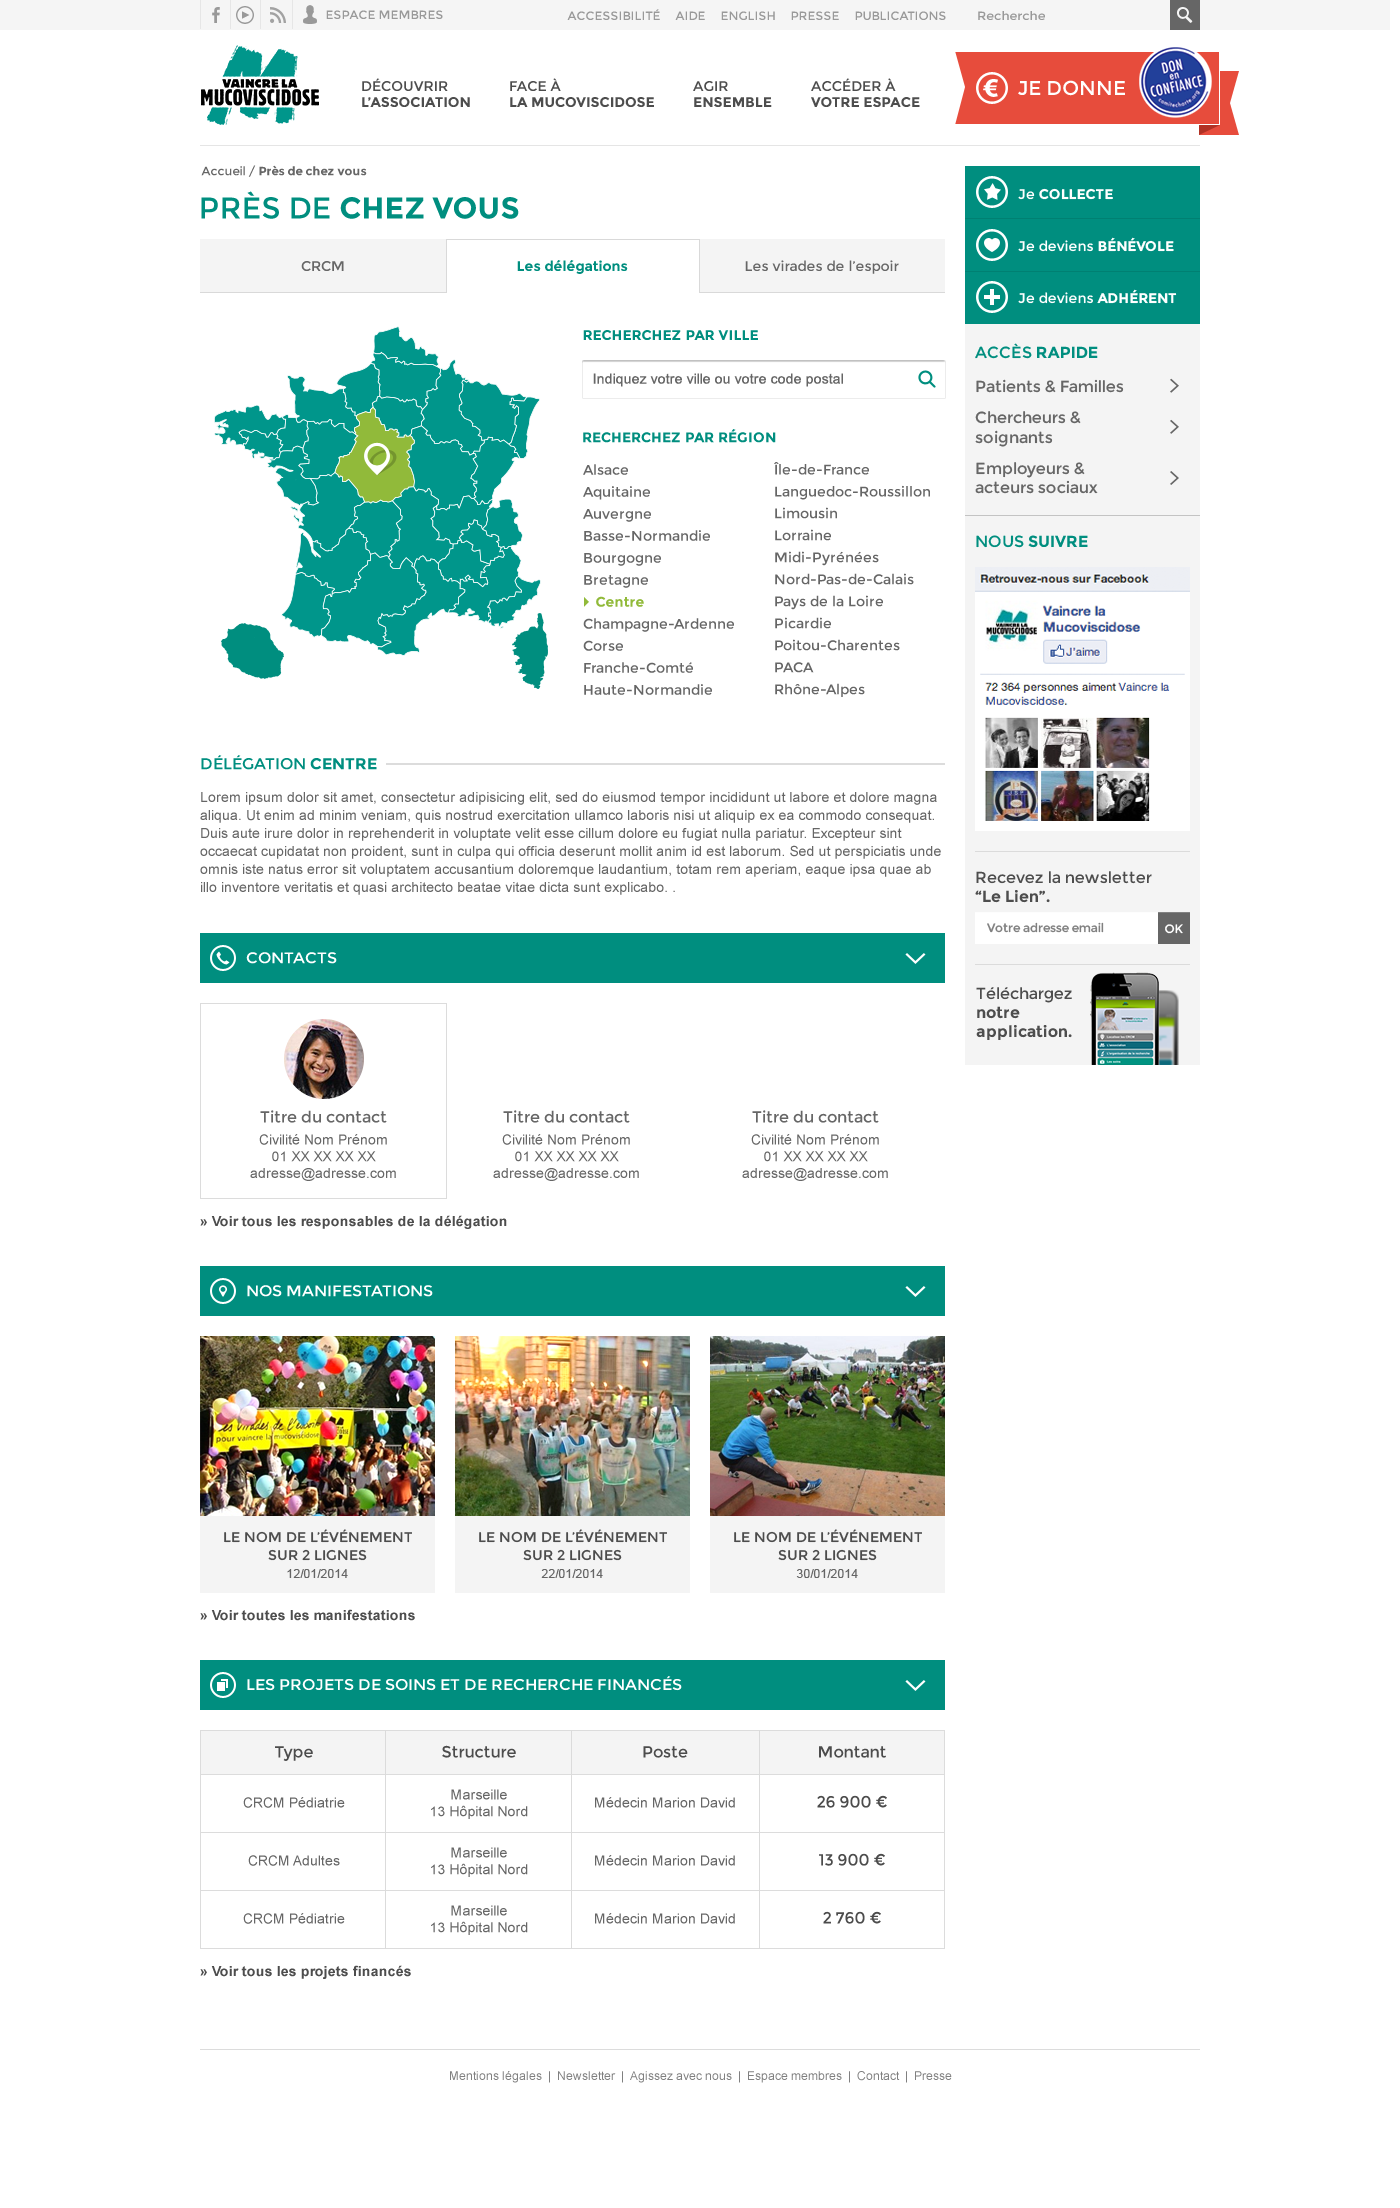 ESPACE MEMBRES
ACCESSIBILITÉ AIDE ENGLISH PRESSE PUBLICATIONS Recherche
VAINCRE LA
MUCOVISCIDOSE
DÉCOUVRIR
L'ASSOCIATION
FACE À
LA MUCOVISCIDOSE
AGIR
ENSEMBLE
ACCÉDER À
VOTRE ESPACE
€ JE DONNE
DON
en
CONFIANCE
comitecharte.org
Accueil / Près de chez vous
PRÈS DE CHEZ VOUS
CRCM
Les délégations
Les virades de l'espoir
RECHERCHEZ PAR VILLE
Indiquez votre ville ou votre code postal
RECHERCHEZ PAR RÉGION
Alsace
Aquitaine
Auvergne
Basse-Normandie
Bourgogne
Bretagne
Centre
Champagne-Ardenne
Corse
Franche-Comté
Haute-Normandie
Île-de-France
Languedoc-Roussillon
Limousin
Lorraine
Midi-Pyrénées
Nord-Pas-de-Calais
Pays de la Loire
Picardie
Poitou-Charentes
PACA
Rhône-Alpes
DÉLÉGATION CENTRE
Lorem ipsum dolor sit amet, consectetur adipisicing elit, sed do eiusmod tempor incididunt ut labore et dolore magna
aliqua. Ut enim ad minim veniam, quis nostrud exercitation ullamco laboris nisi ut aliquip ex ea commodo consequat.
Duis aute irure dolor in reprehenderit in voluptate velit esse cillum dolore eu fugiat nulla pariatur. Excepteur sint
occaecat cupidatat non proident, sunt in culpa qui officia deserunt mollit anim id est laborum. Sed ut perspiciatis unde
omnis iste natus error sit voluptatem accusantium doloremque laudantium, totam rem aperiam, eaque ipsa quae ab
illo inventore veritatis et quasi architecto beatae vitae dicta sunt explicabo. .
CONTACTS
Titre du contact
Civilité Nom Prénom
01 XX XX XX XX
adresse@adresse.com
Titre du contact
Civilité Nom Prénom
01 XX XX XX XX
adresse@adresse.com
Titre du contact
Civilité Nom Prénom
01 XX XX XX XX
adresse@adresse.com
» Voir tous les responsables de la délégation
NOS MANIFESTATIONS
les virades de l'espoir
pour vaincre la mucoviscidose
LE NOM DE L'ÉVÉNEMENT
SUR 2 LIGNES
12/01/2014
LE NOM DE L'ÉVÉNEMENT
SUR 2 LIGNES
22/01/2014
LE NOM DE L'ÉVÉNEMENT
SUR 2 LIGNES
30/01/2014
» Voir toutes les manifestations
LES PROJETS DE SOINS ET DE RECHERCHE FINANCÉS
Type Structure Poste Montant
CRCM Pédiatrie Marseille
13 Hôpital Nord Médecin Marion David 26 900 €
CRCM Adultes Marseille
13 Hôpital Nord Médecin Marion David 13 900 €
CRCM Pédiatrie Marseille
13 Hôpital Nord Médecin Marion David 2 760 €
» Voir tous les projets financés
Je COLLECTE
Je deviens BÉNÉVOLE
Je deviens ADHÉRENT
ACCÈS RAPIDE
Patients & Familles
Chercheurs &
soignants
Employeurs &
acteurs sociaux
NOUS SUIVRE
Retrouvez-nous sur Facebook
VAINCRE LA
MUCOVISCIDOSE
Vaincre la
Mucoviscidose
J'aime
72 364 personnes aiment Vaincre la
Mucoviscidose.
Recevez la newsletter
“Le Lien”.
Votre adresse email OK
Téléchargez
notre
application.
Mentions légales | Newsletter | Agissez avec nous | Espace membres | Contact | Presse